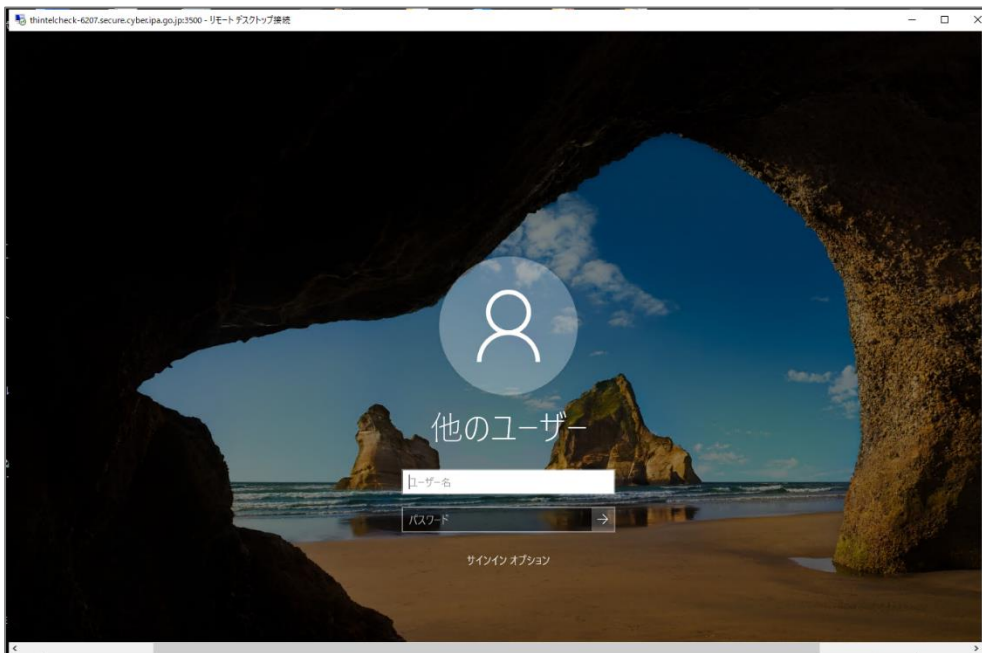 thintelcheck-6207.secure.cyber.ipa.go.jp:3500 - リモート デスクトップ接続
他のユーザー
ユーザー名
パスワード
サインイン オプション